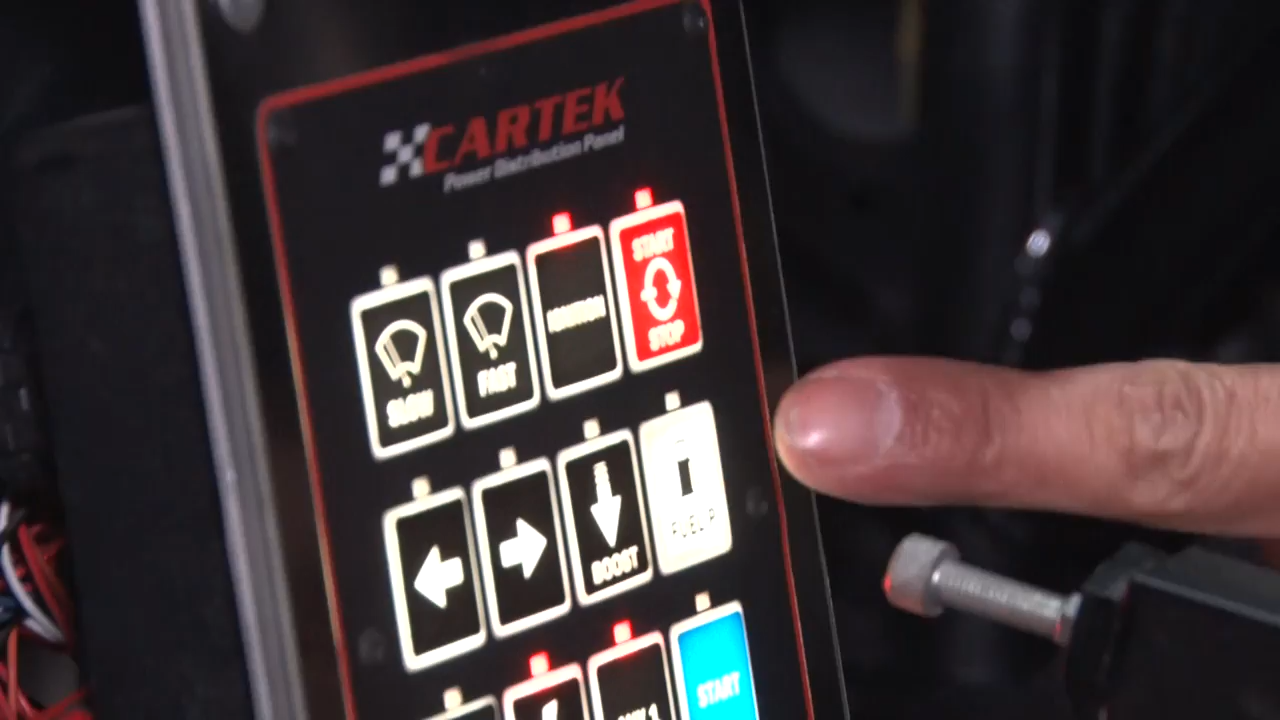 CARTEK
Power Distribution Panel
SLOW
FAST
IGNITION
START
STOP
BOOST
FUEL P
START